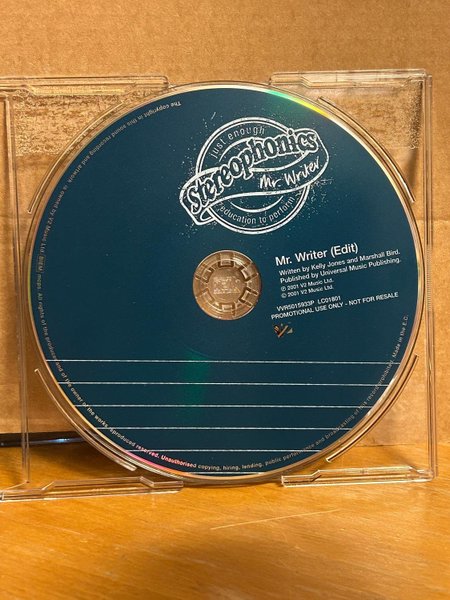 just enough
Stereophonics
Mr. Writer
education to perform
Mr. Writer (Edit)
Written by Kelly Jones and Marshall Bird.
Published by Universal Music Publishing.
℗ 2001 V2 Music Ltd.
© 2001 V2 Music Ltd.
VVR5015933P LC01801
PROMOTIONAL USE ONLY - NOT FOR RESALE
The copyright in this sound recording and artwork is owned by V2 Music Ltd. BIEM mcps. All rights of the producer and of the owner of the works reproduced reserved. Unauthorised copying, hiring, lending, public performance and broadcasting of this record prohibited. Made in the E.C.